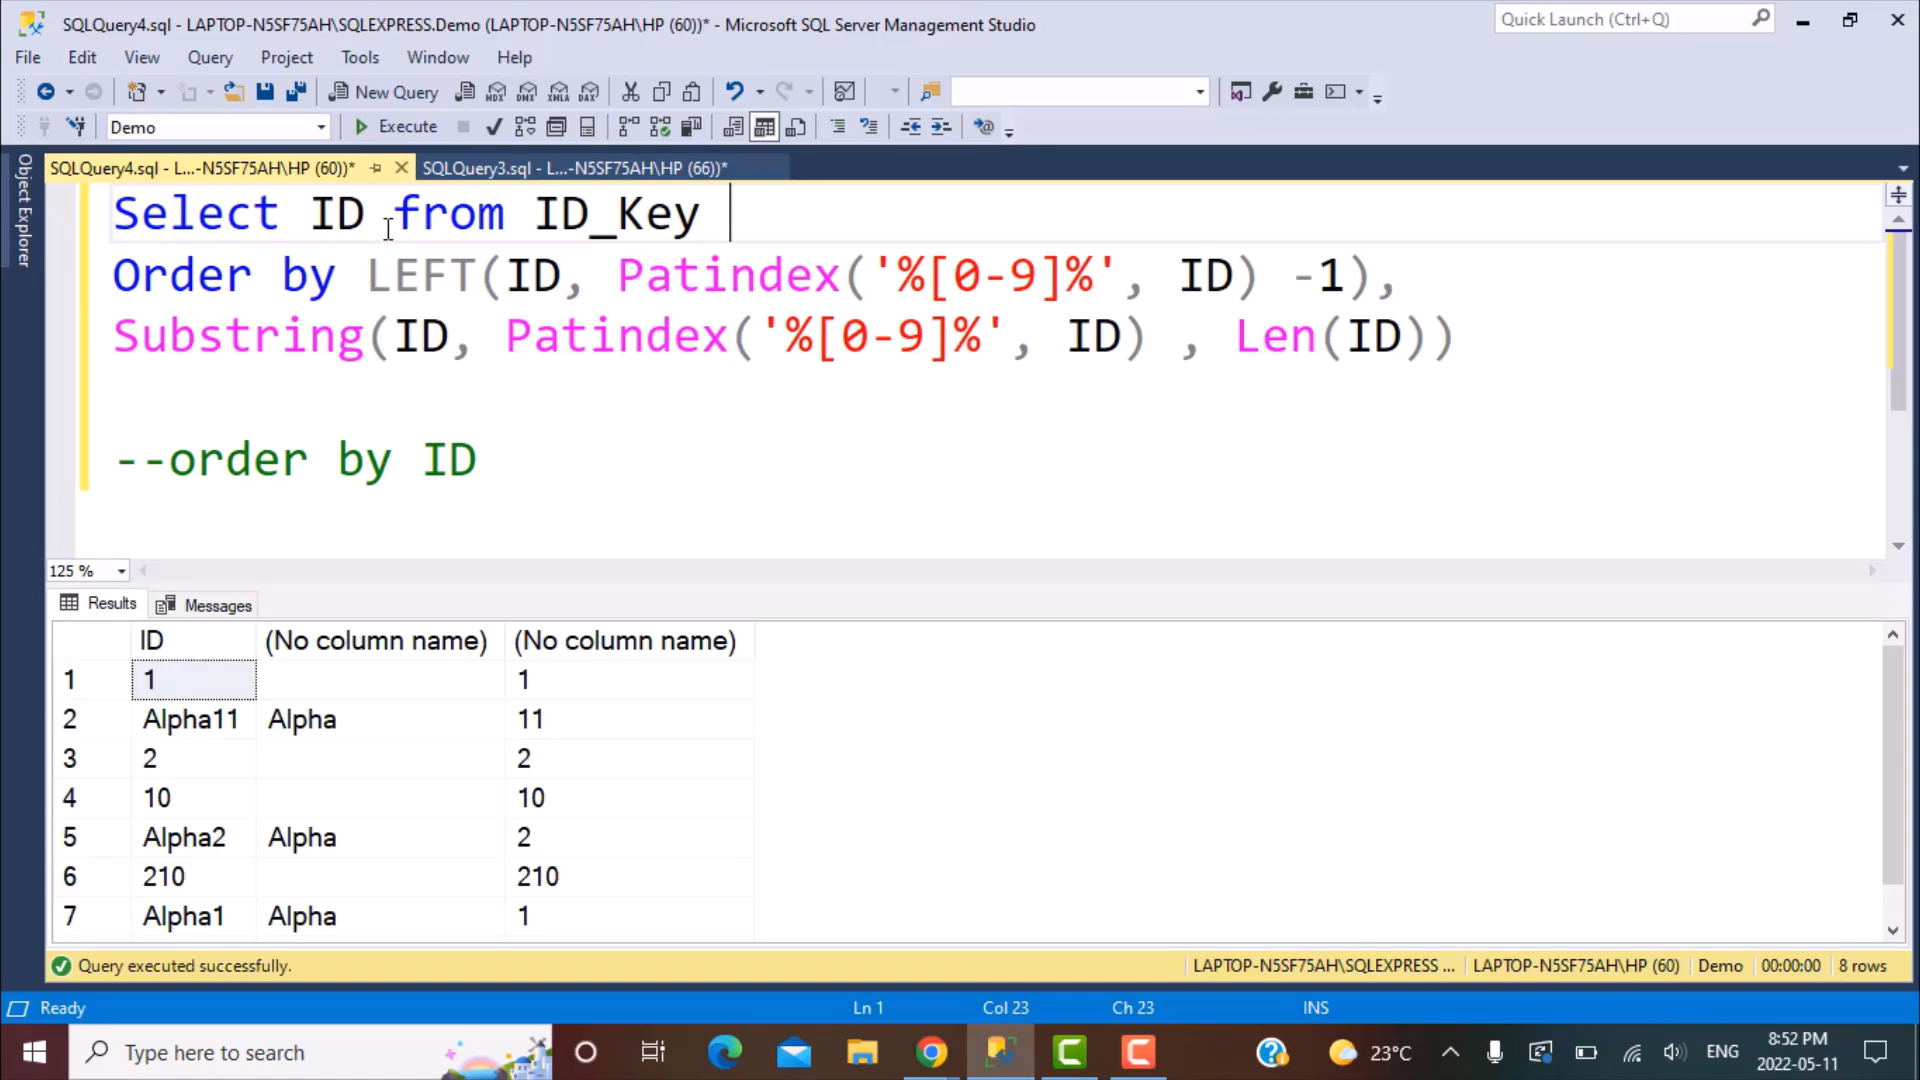 SQLQuery4.sql - LAPTOP-N5SF75AH\SQLEXPRESS.Demo (LAPTOP-N5SF75AH\HP (60))* - Microsoft SQL Server Management Studio
Quick Launch (Ctrl+Q)
File Edit View Query Project Tools Window Help
New Query
MDX DMX XMLA DAX
Demo Execute
Object Explorer
SQLQuery4.sql - L...-N5SF75AH\HP (60))* SQLQuery3.sql - L...-N5SF75AH\HP (66))*
Select ID from ID_Key
Order by LEFT(ID, Patindex('%[0-9]%', ID) -1),
Substring(ID, Patindex('%[0-9]%', ID) , Len(ID))
--order by ID
125 %
Results Messages
ID (No column name) (No column name)
1 1 1
2 Alpha11 Alpha 11
3 2 2
4 10 10
5 Alpha2 Alpha 2
6 210 210
7 Alpha1 Alpha 1
Query executed successfully. LAPTOP-N5SF75AH\SQLEXPRESS ... LAPTOP-N5SF75AH\HP (60) Demo 00:00:00 8 rows
Ready Ln 1 Col 23 Ch 23 INS
Type here to search 23°C ENG 8:52 PM
2022-05-11